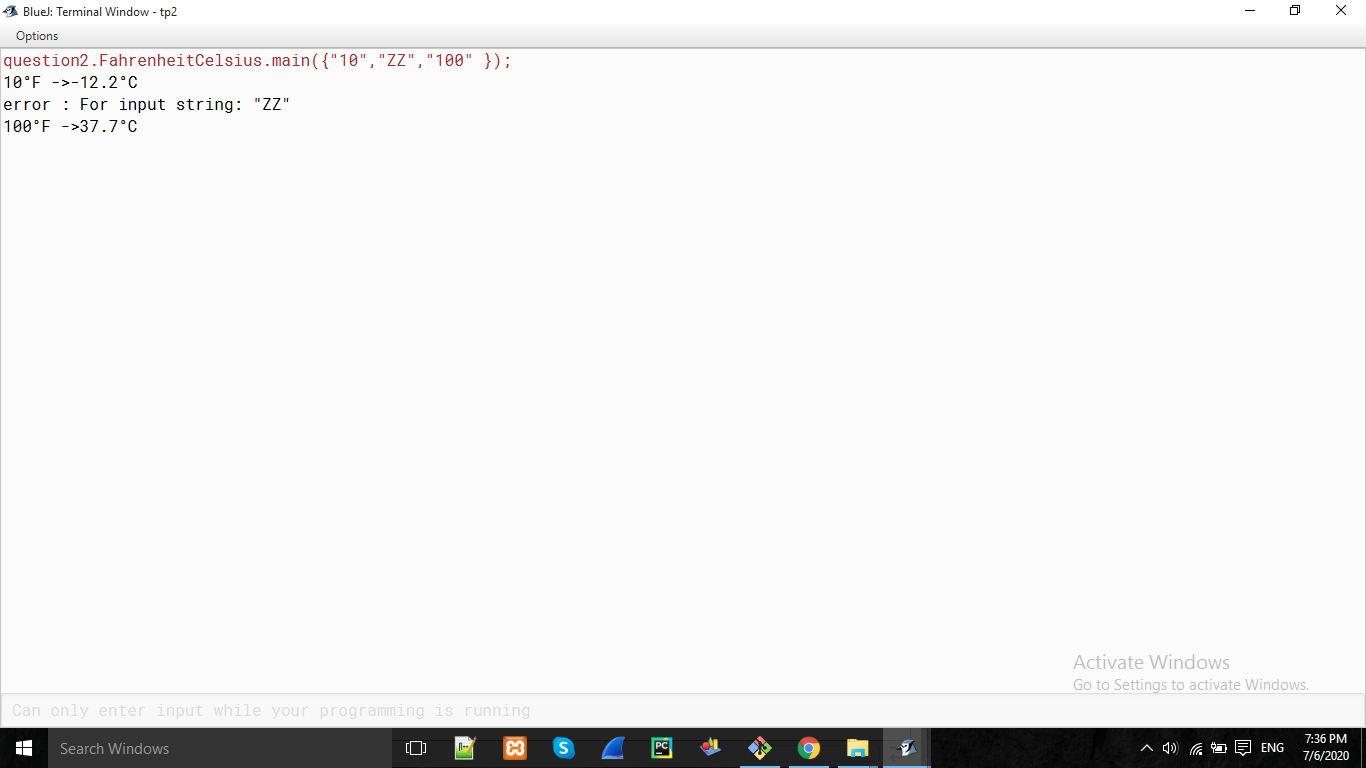 BlueJ: Terminal Window - tp2
Options
question2.FahrenheitCelsius.main({"10","ZZ","100" });
10°F ->-12.2°C
error : For input string: "ZZ"
100°F ->37.7°C
Activate Windows
Go to Settings to activate Windows.
Can only enter input while your programming is running
Search Windows
S
PC
ENG
7:36 PM
7/6/2020